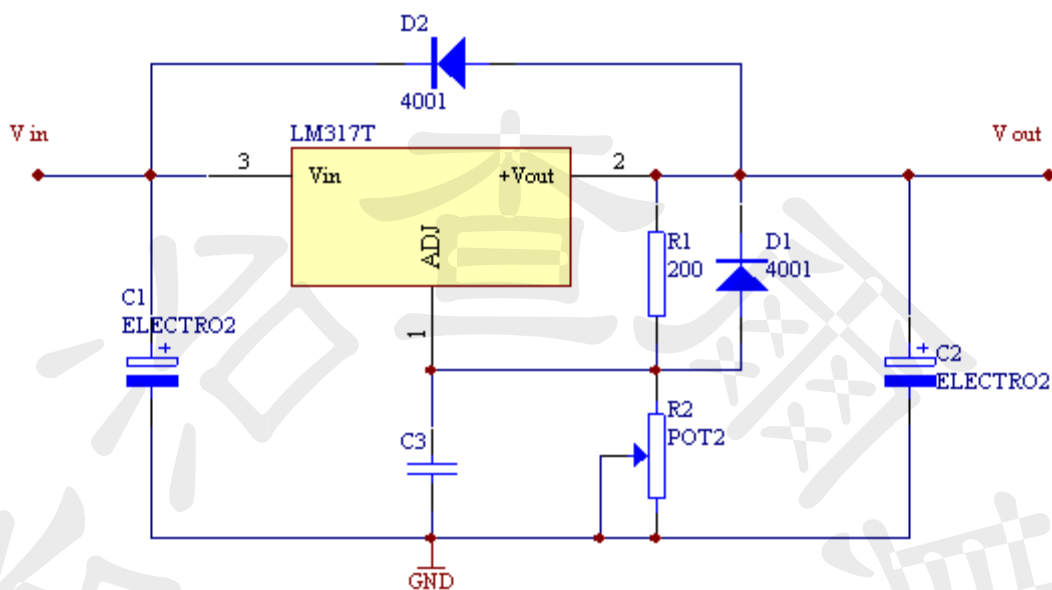 D2
4001
V in
V out
LM317T
3
2
Vin
+Vout
ADJ
R1
200
D1
4001
C1
ELECTRO2
+
1
+
C2
ELECTRO2
R2
POT2
C3
GND